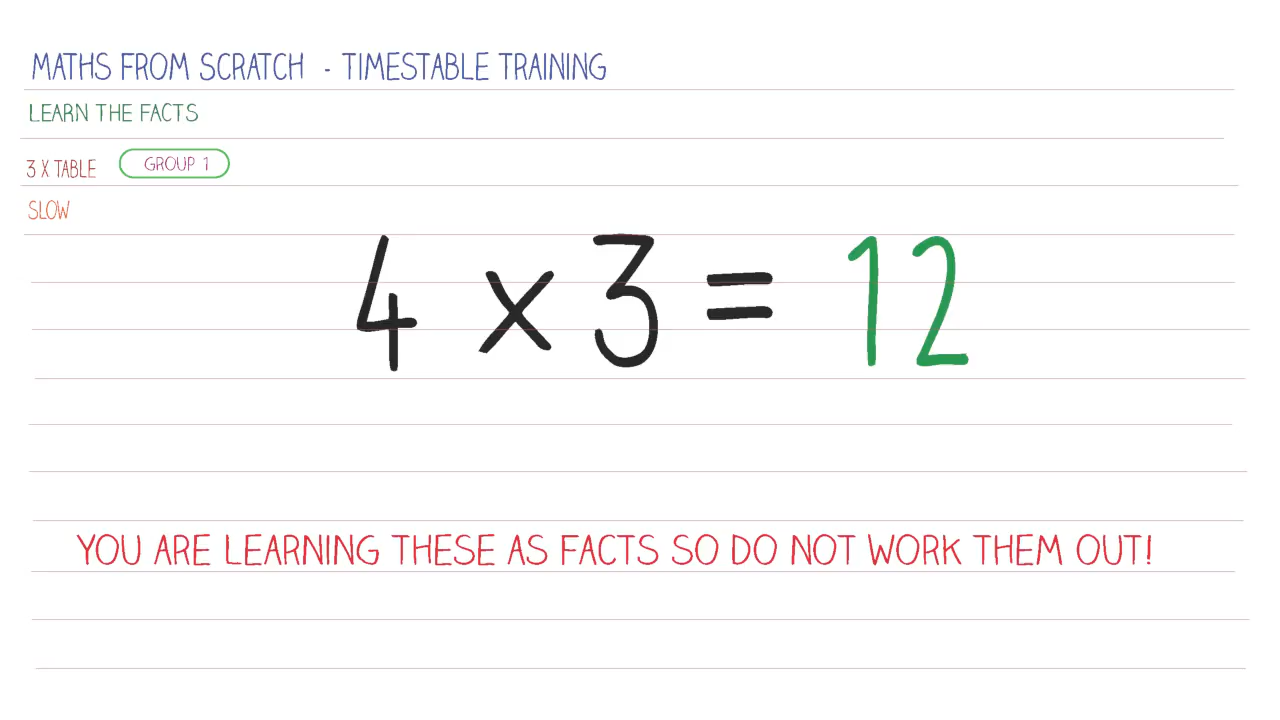 MATHS FROM SCRATCH - TIMESTABLE TRAINING
LEARN THE FACTS
3 X TABLE GROUP 1
SLOW
4 x 3 = 12
YOU ARE LEARNING THESE AS FACTS SO DO NOT WORK THEM OUT!